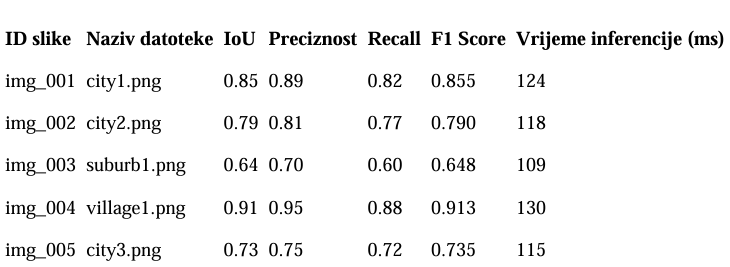 ID slike Naziv datoteke IoU Preciznost Recall F1 Score Vrijeme inferencije (ms)
img_001 city1.png 0.85 0.89 0.82 0.855 124
img_002 city2.png 0.79 0.81 0.77 0.790 118
img_003 suburb1.png 0.64 0.70 0.60 0.648 109
img_004 village1.png 0.91 0.95 0.88 0.913 130
img_005 city3.png 0.73 0.75 0.72 0.735 115